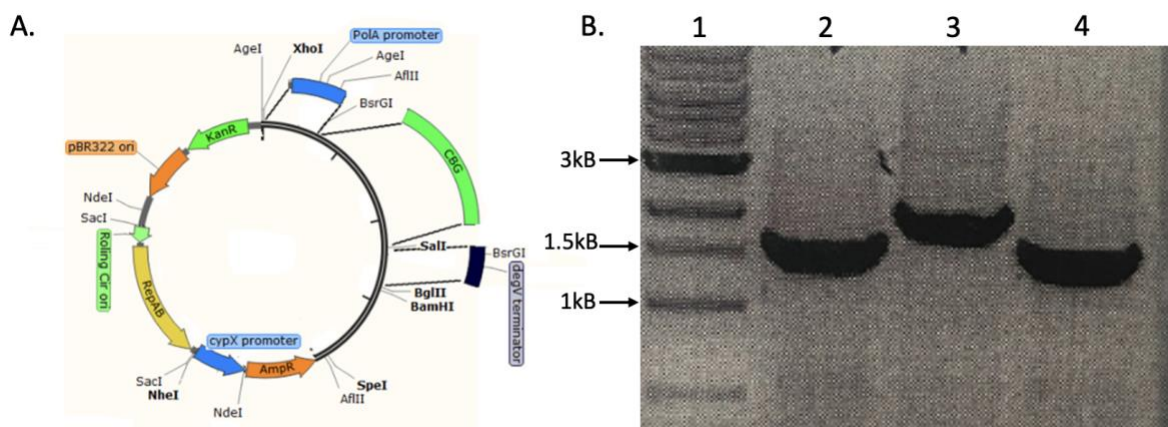 A.
PolA promoter
AgeI
XhoI
AgeI
AflII
BsrGI
KanR
CBG
pBR322 ori
NdeI
SacI
Roling Cir ori
RepAB
SalI
BsrGI
degV terminator
BglII
BamHI
cypX promoter
AmpR
SacI
NheI
NdeI
SpeI
AflII
B.
1 2 3 4
3kB
1.5kB
1kB